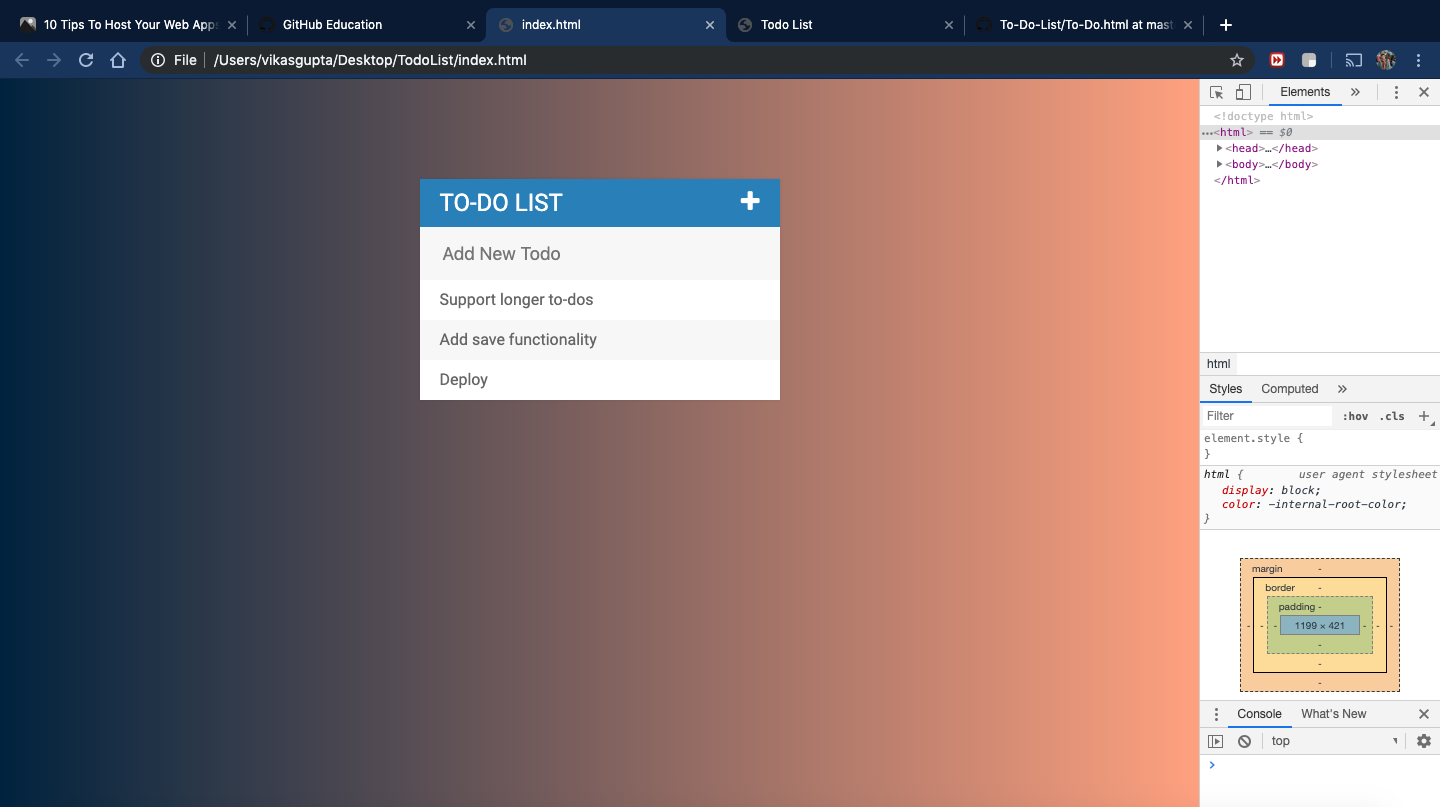 10 Tips To Host Your Web Apps
GitHub Education
index.html
Todo List
To-Do-List/To-Do.html at mast
File
/Users/vikasgupta/Desktop/TodoList/index.html
TO-DO LIST
Add New Todo
Support longer to-dos
Add save functionality
Deploy
Elements
<!doctype html>
…<html> == $0
<head>…</head>
<body>…</body>
</html>
html
Styles Computed
Filter :hov .cls +
element.style {
}
html { user agent stylesheet
display: block;
color: -internal-root-color;
}
margin -
border -
padding -
- - - 1199 × 421 - - -
-
-
-
Console What's New
top